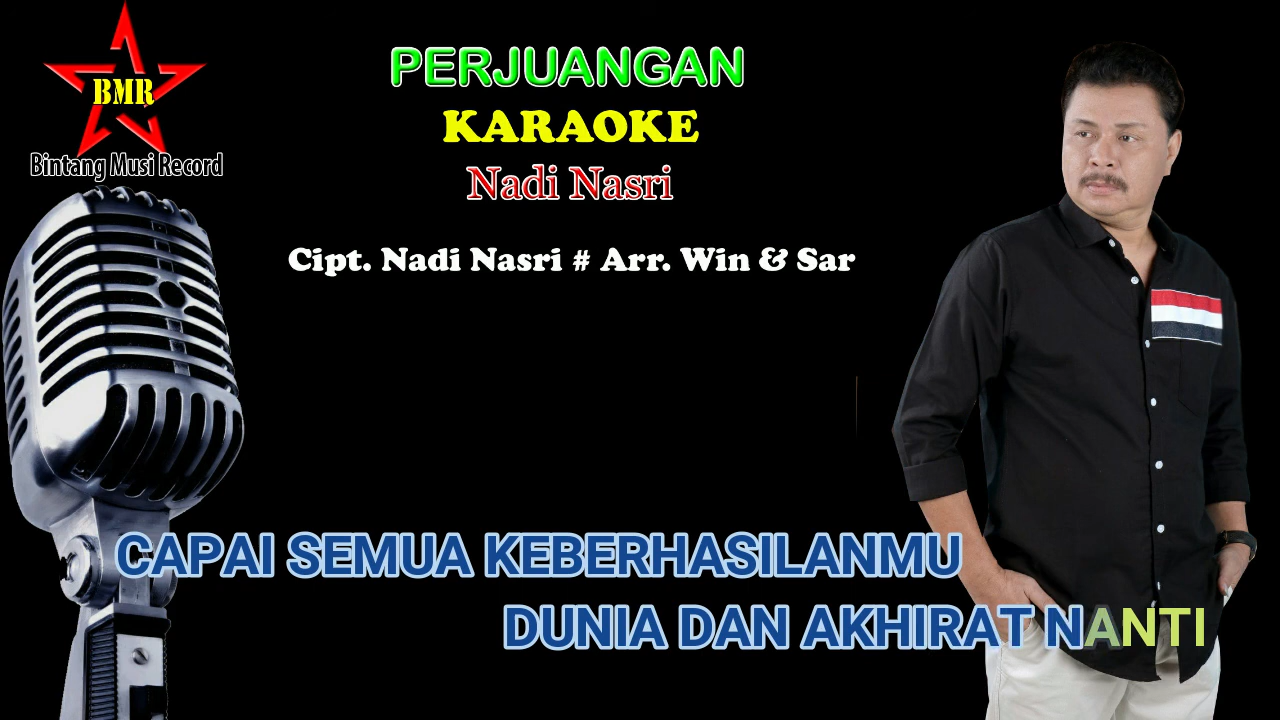 BMR
Bintang Musi Record
PERJUANGAN
KARAOKE
Nadi Nasri
Cipt. Nadi Nasri # Arr. Win & Sar
CAPAI SEMUA KEBERHASILANMU
DUNIA DAN AKHIRAT NANTI